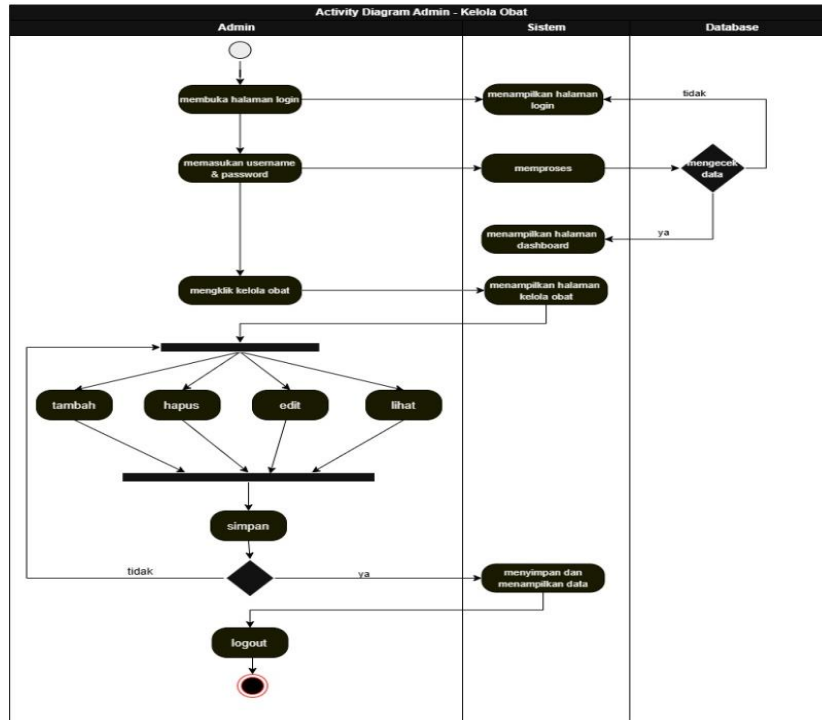 Activity Diagram Admin - Kelola Obat
Admin
Sistem
Database
membuka halaman login
menampilkan halaman
login
tidak
memasukan username
& password
memproses
mengecek
data
menampilkan halaman
dashboard
ya
mengklik kelola obat
menampilkan halaman
kelola obat
tambah
hapus
edit
lihat
simpan
tidak
ya
menyimpan dan
menampilkan data
logout